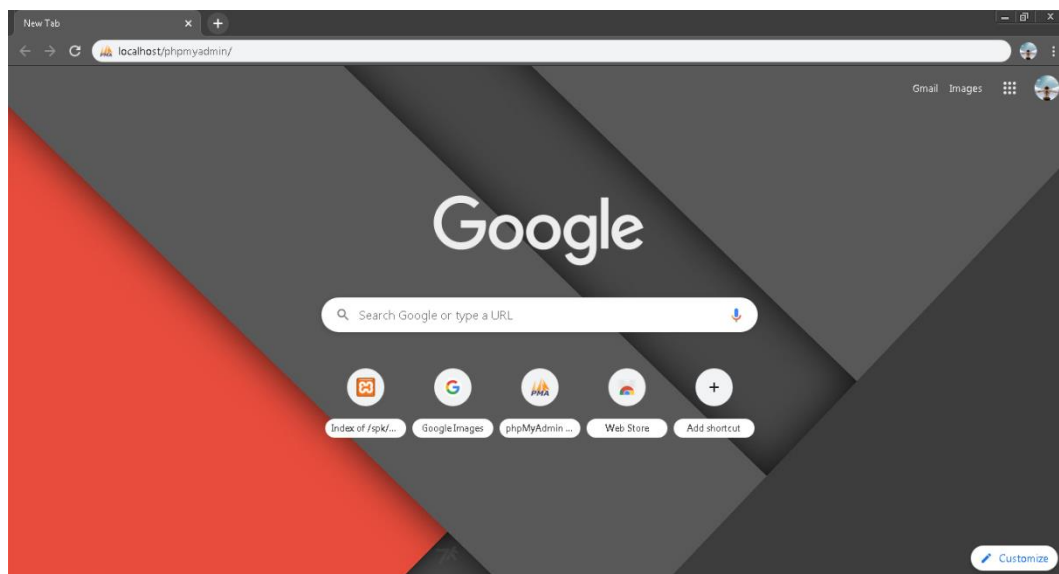 New Tab
localhost/phpmyadmin/
Gmail Images
Google
Search Google or type a URL
G
PMA
Index of /spk/...
Google Images
phpMyAdmin ...
Web Store
Add shortcut
Customize